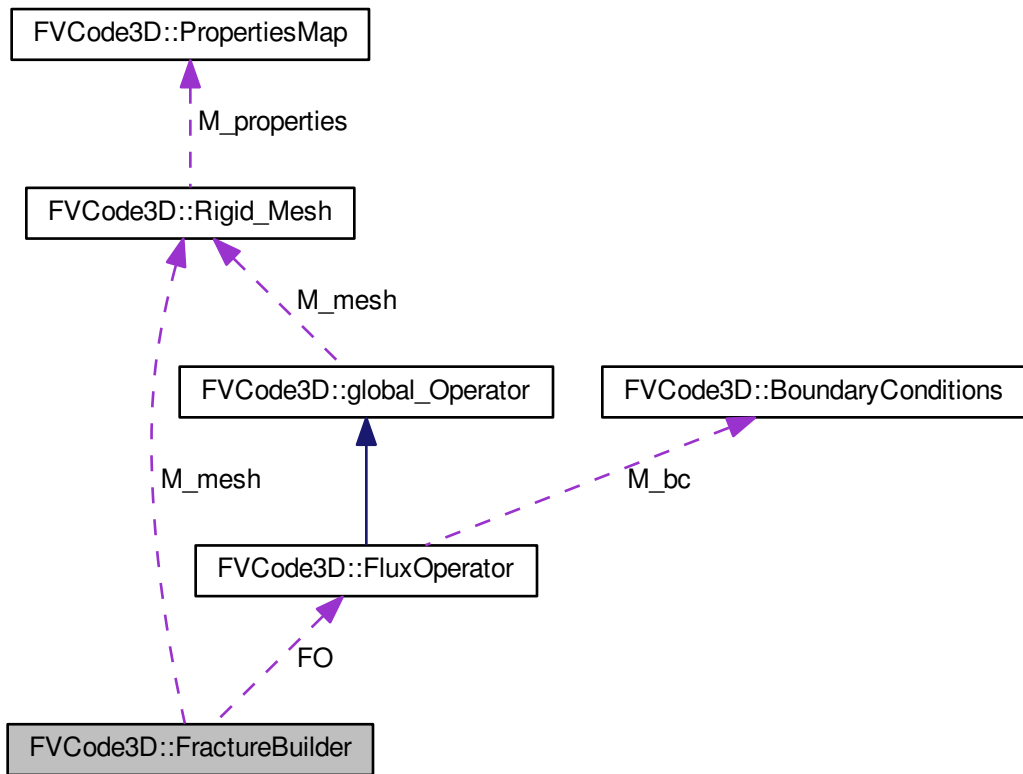 FVCode3D::PropertiesMap
M_properties
FVCode3D::Rigid_Mesh
M_mesh
FVCode3D::global_Operator
FVCode3D::BoundaryConditions
M_mesh
M_bc
FVCode3D::FluxOperator
FO
FVCode3D::FractureBuilder